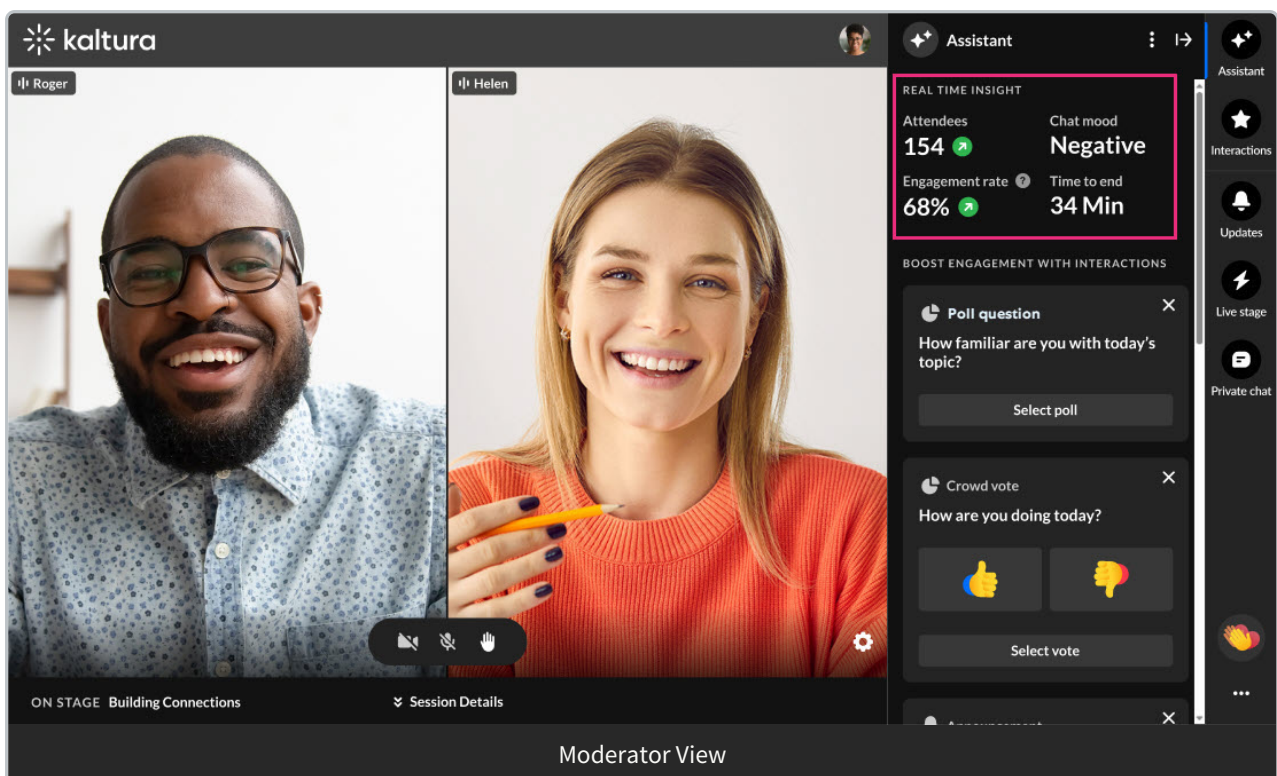 kaltura
Roger
Helen
Assistant
REAL TIME INSIGHT
Attendees
154
Chat mood
Negative
Engagement rate ?
68%
Time to end
34 Min
BOOST ENGAGEMENT WITH INTERACTIONS
Poll question
How familiar are you with today's
topic?
Select poll
Crowd vote
How are you doing today?
Select vote
Announcement
Assistant
Interactions
Updates
Live stage
Private chat
ON STAGE Building Connections
Session Details
Moderator View